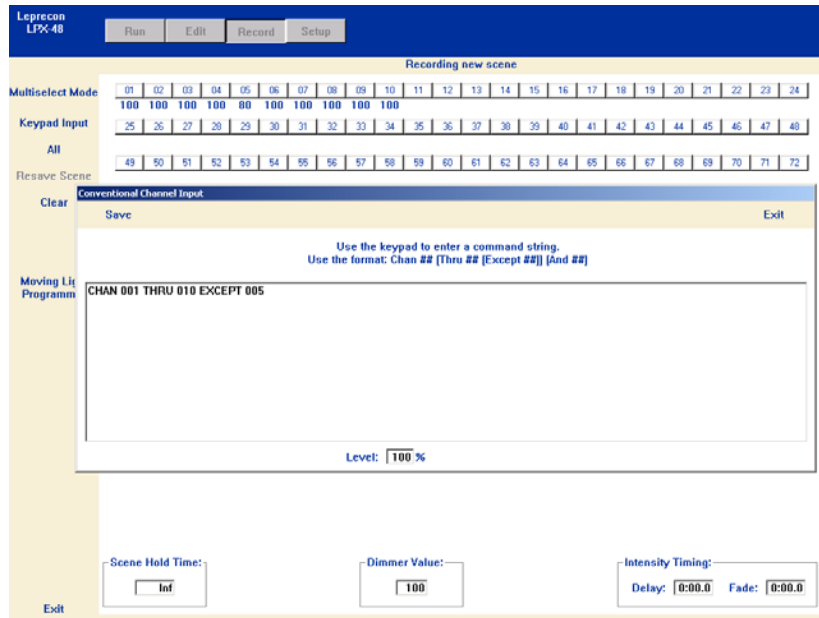 Leprecon
LPX-48
Run Edit Record Setup
Recording new scene
Multiselect Mode
01 02 03 04 05 06 07 08 09 10 11 12 13 14 15 16 17 18 19 20 21 22 23 24
100 100 100 100 80 100 100 100 100 100
Keypad Input
25 26 27 28 29 30 31 32 33 34 35 36 37 38 39 40 41 42 43 44 45 46 47 48
All
49 50 51 52 53 54 55 56 57 58 59 60 61 62 63 64 65 66 67 68 69 70 71 72
Resave Scene
Clear
Conventional Channel Input
Save Exit
Use the keypad to enter a command string.
Use the format: Chan ## [Thru ## [Except ##]] [And ##]
Moving Lig
Programm
CHAN 001 THRU 010 EXCEPT 005
Level: 100 %
Scene Hold Time: Dimmer Value: Intensity Timing:
Inf 100 Delay: 0:00.0 Fade: 0:00.0
Exit